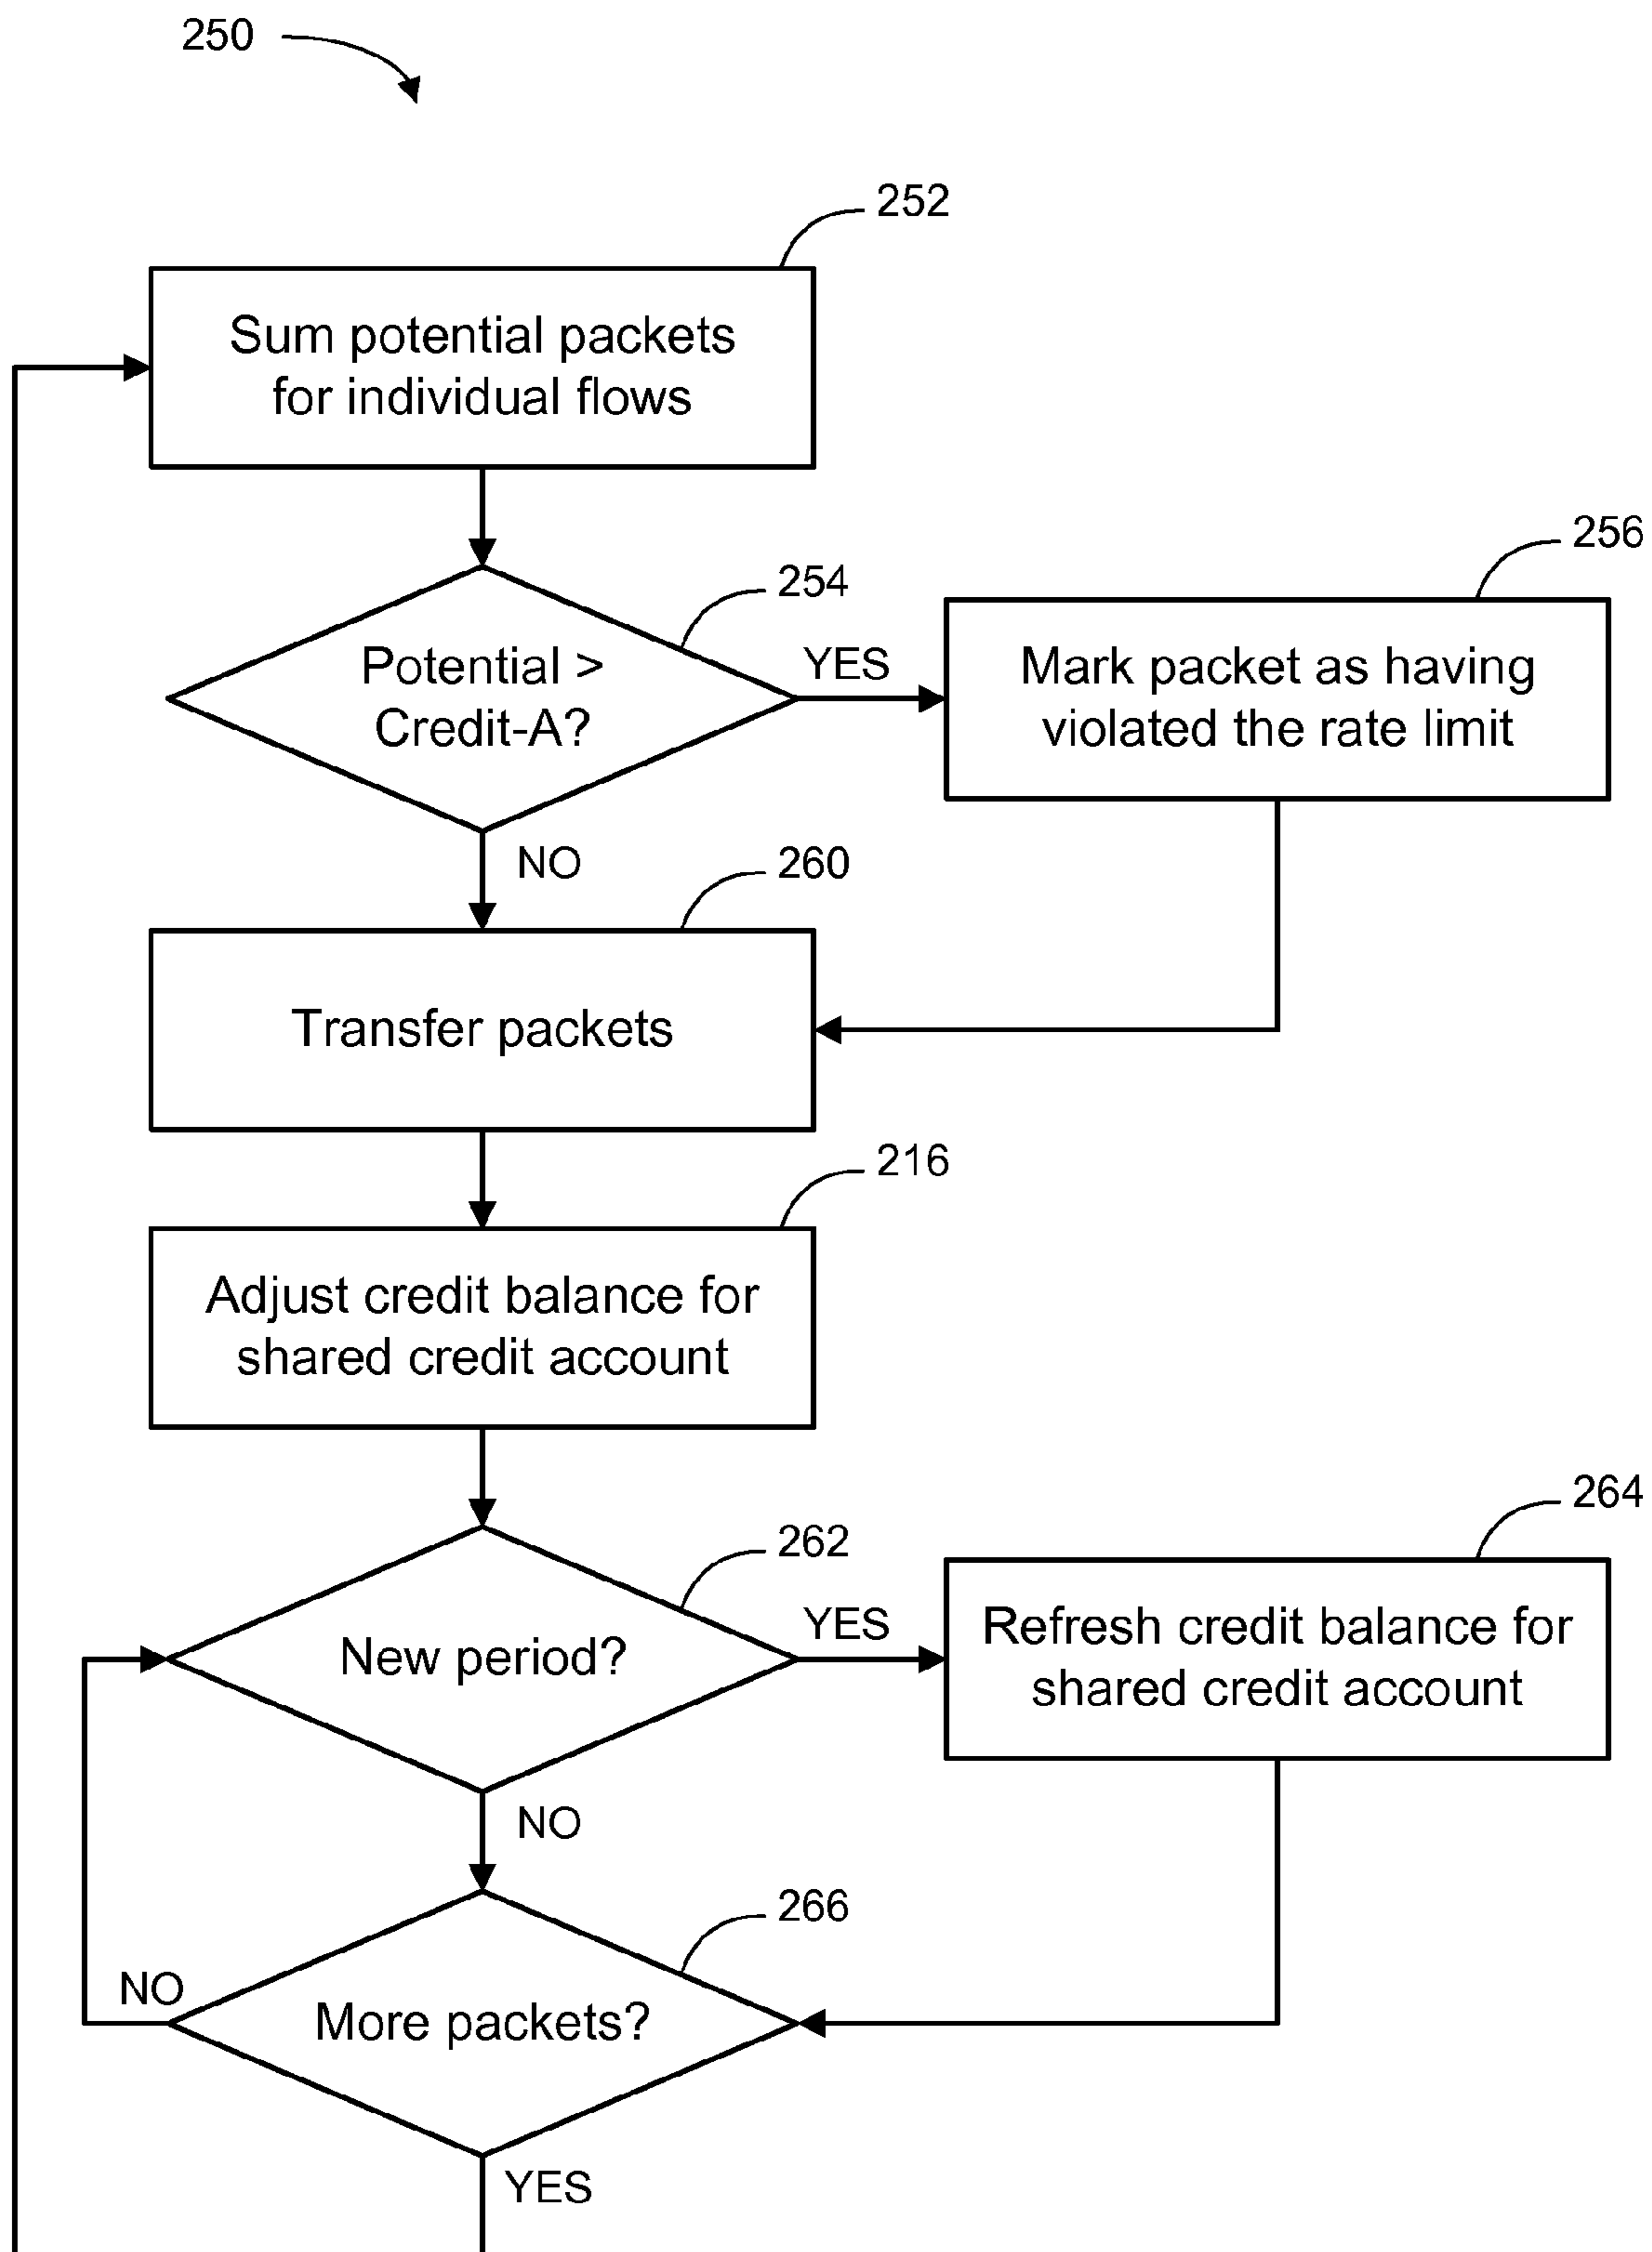 250
252
Sum potential packets
for individual flows
254
Potential >
Credit-A?
YES
256
Mark packet as having
violated the rate limit
NO
260
Transfer packets
216
Adjust credit balance for
shared credit account
262
New period?
YES
264
Refresh credit balance for
shared credit account
NO
266
More packets?
NO
YES